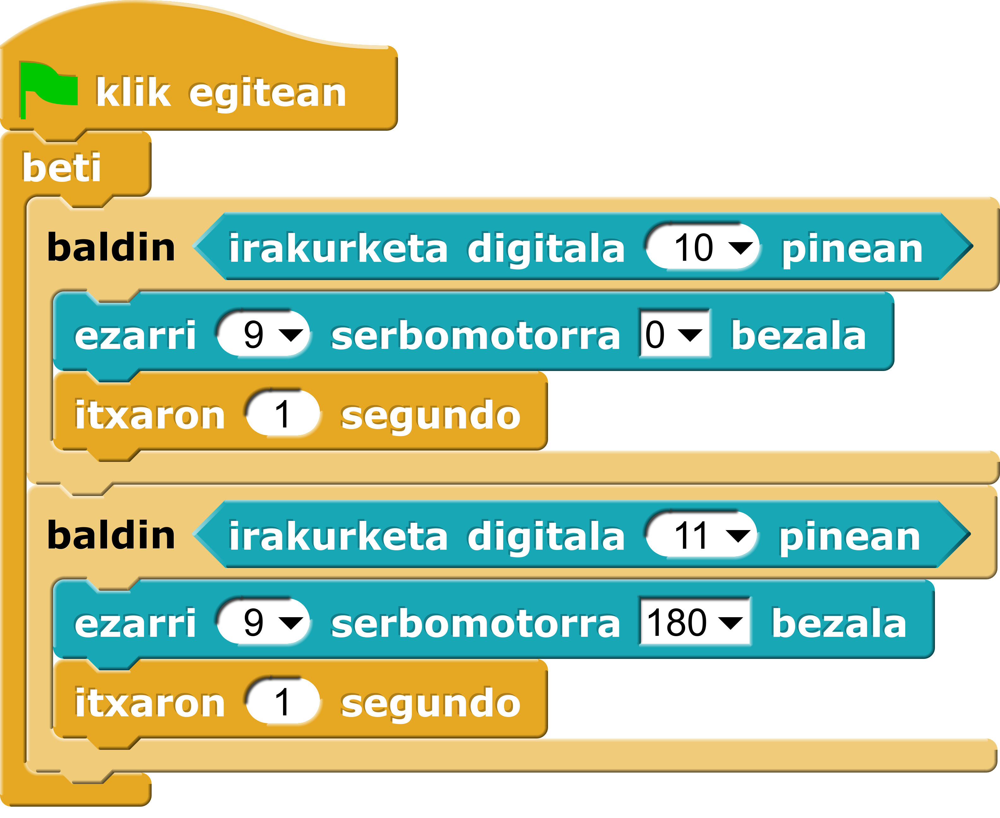 klik egitean
beti
baldin irakurketa digitala 10 pinean
ezarri 9 serbomotorra 0 bezala
itxaron 1 segundo
baldin irakurketa digitala 11 pinean
ezarri 9 serbomotorra 180 bezala
itxaron 1 segundo